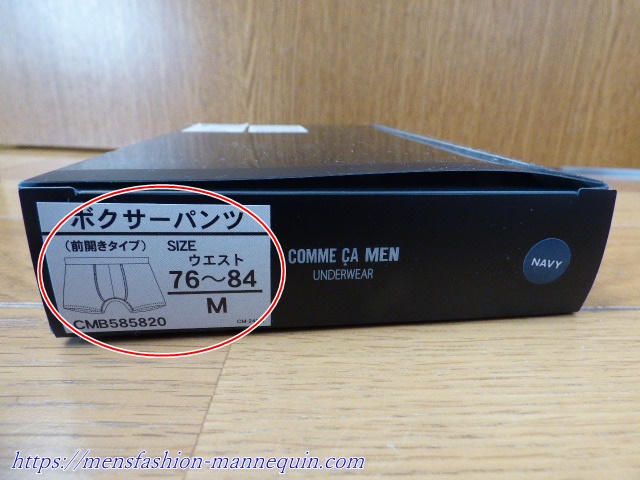 ボクサーパンツ
(前開きタイプ) SIZE
ウエスト
76〜84
M
CMB585820
COMME ÇA MEN
UNDERWEAR
NAVY
https://mensfashion-mannequin.com/